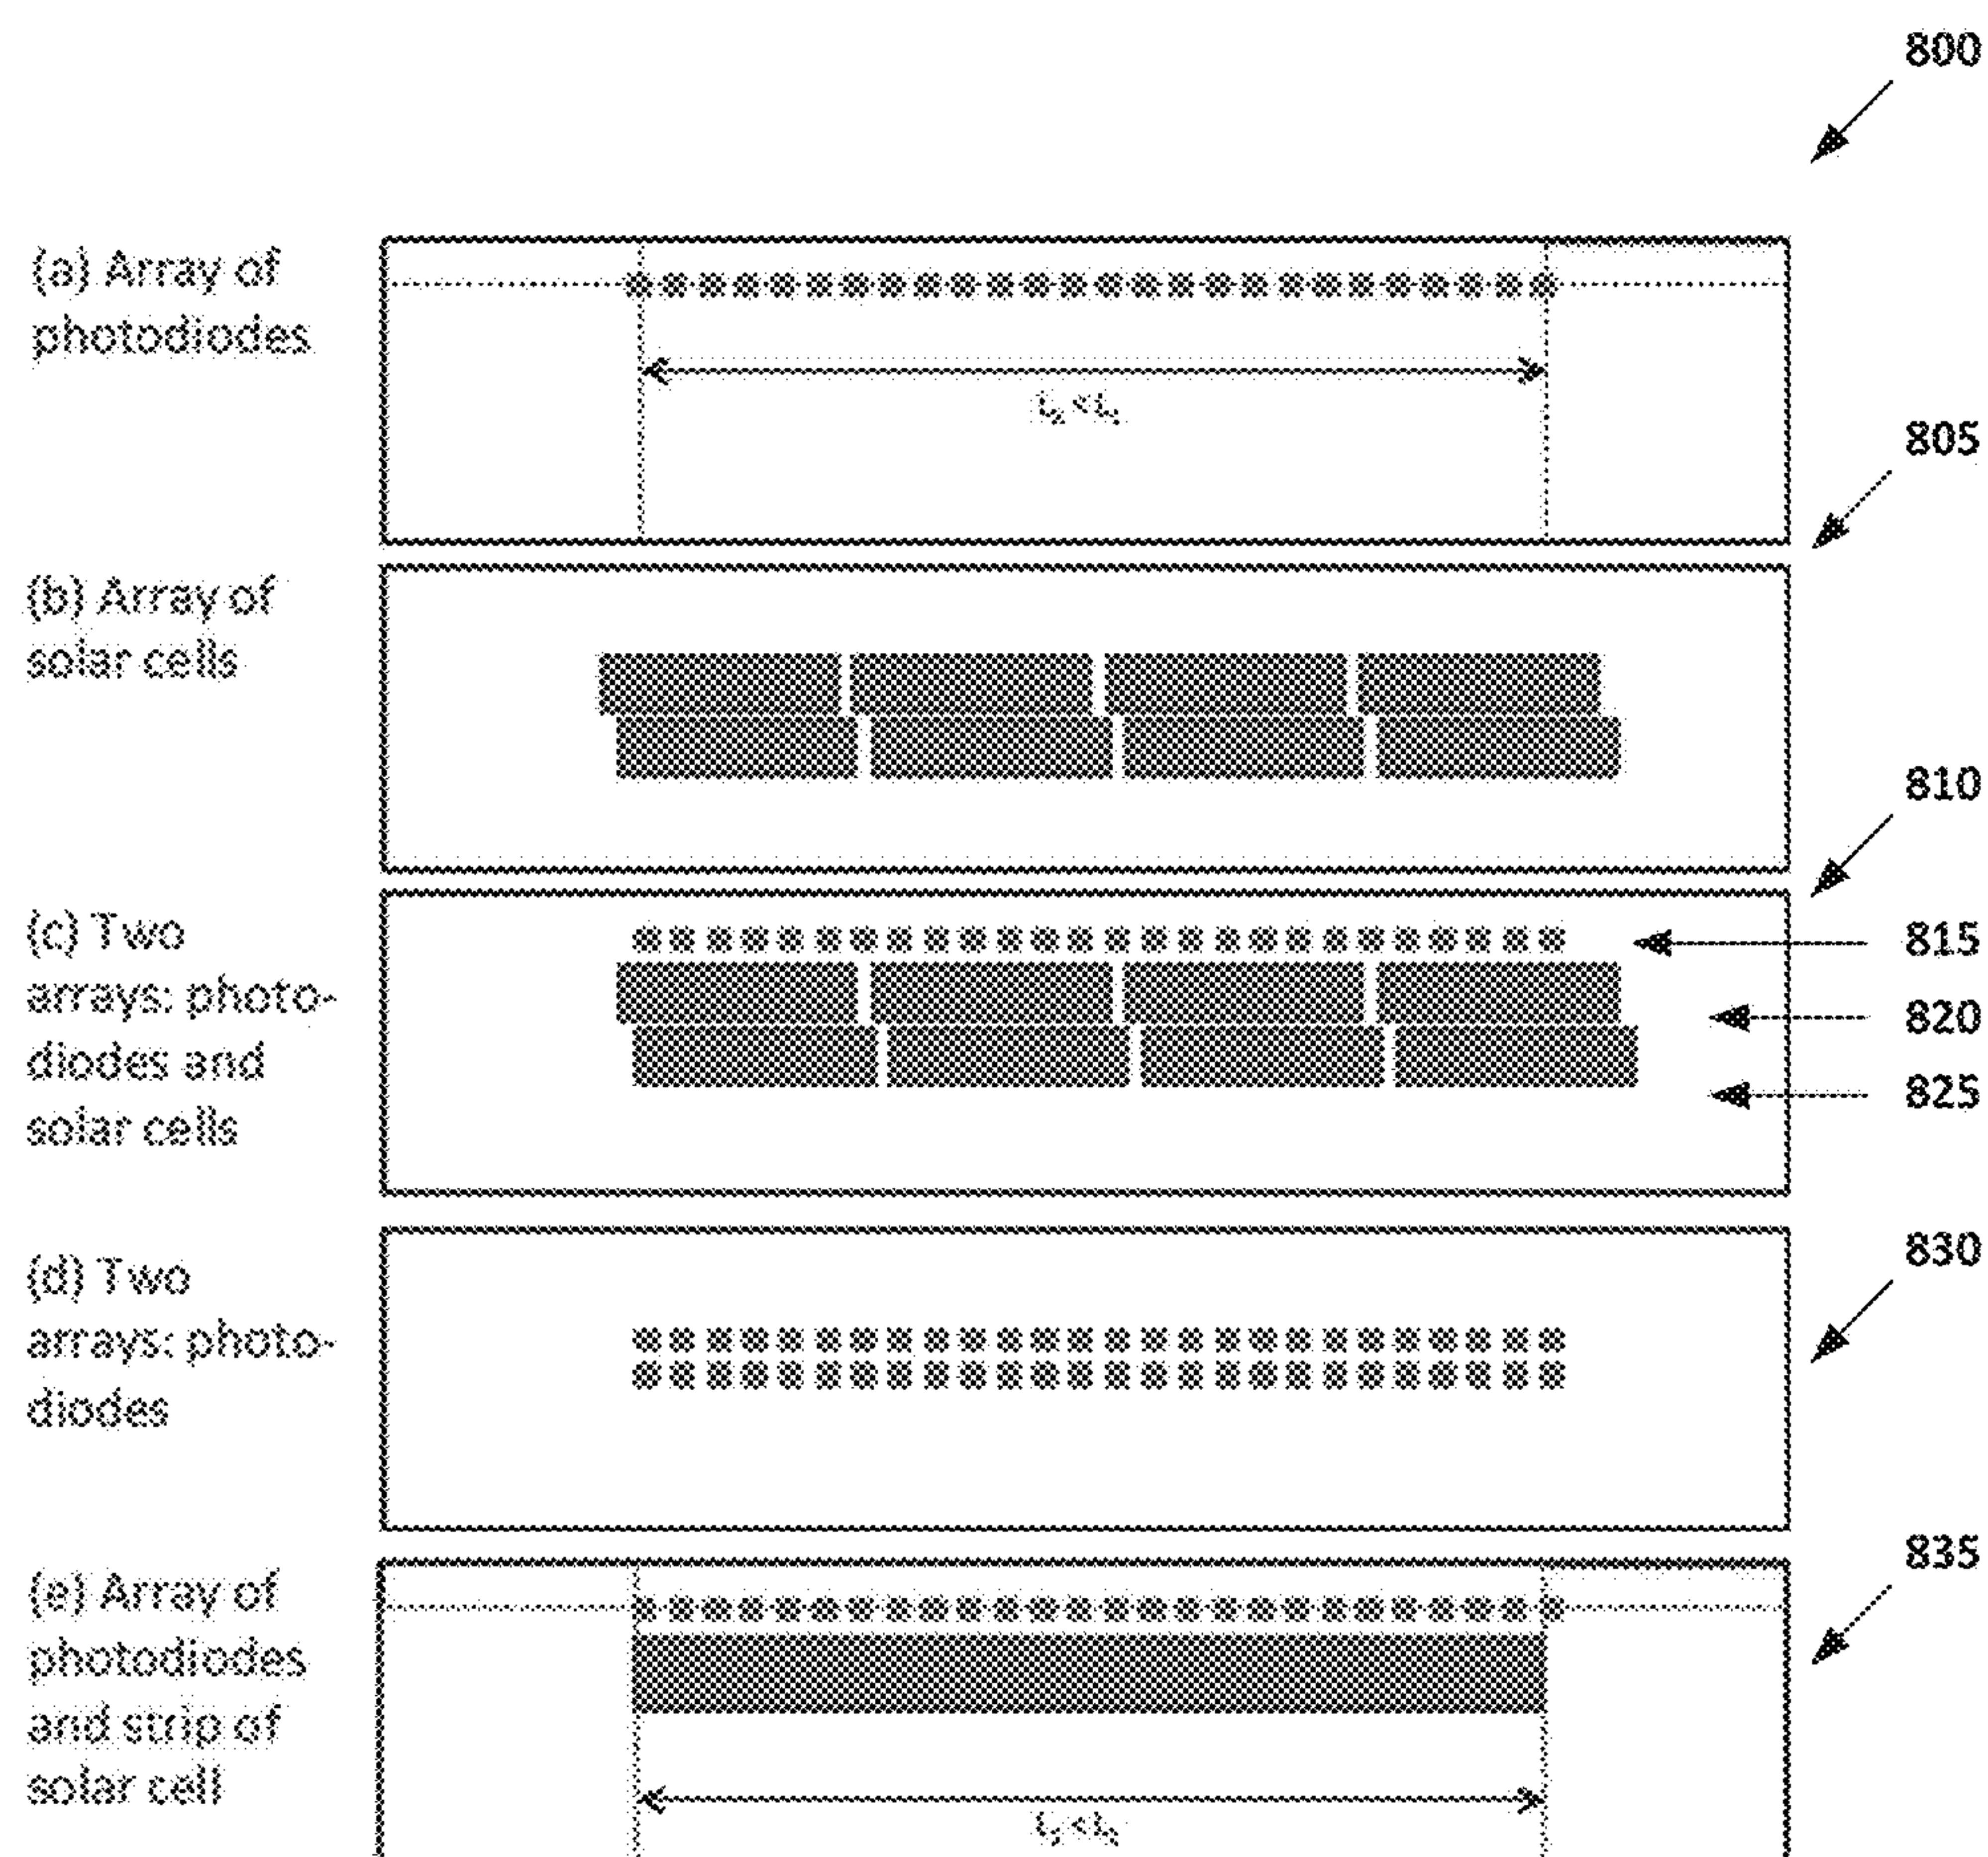 800
(a) Array of
photodiodes
805
(b) Array of
solar cells
810
(c) Two
arrays: photo-
diodes and
solar cells
815
820
825
(d) Two
arrays: photo-
diodes
830
(e) Array of
photodiodes
and strip of
solar cell
835